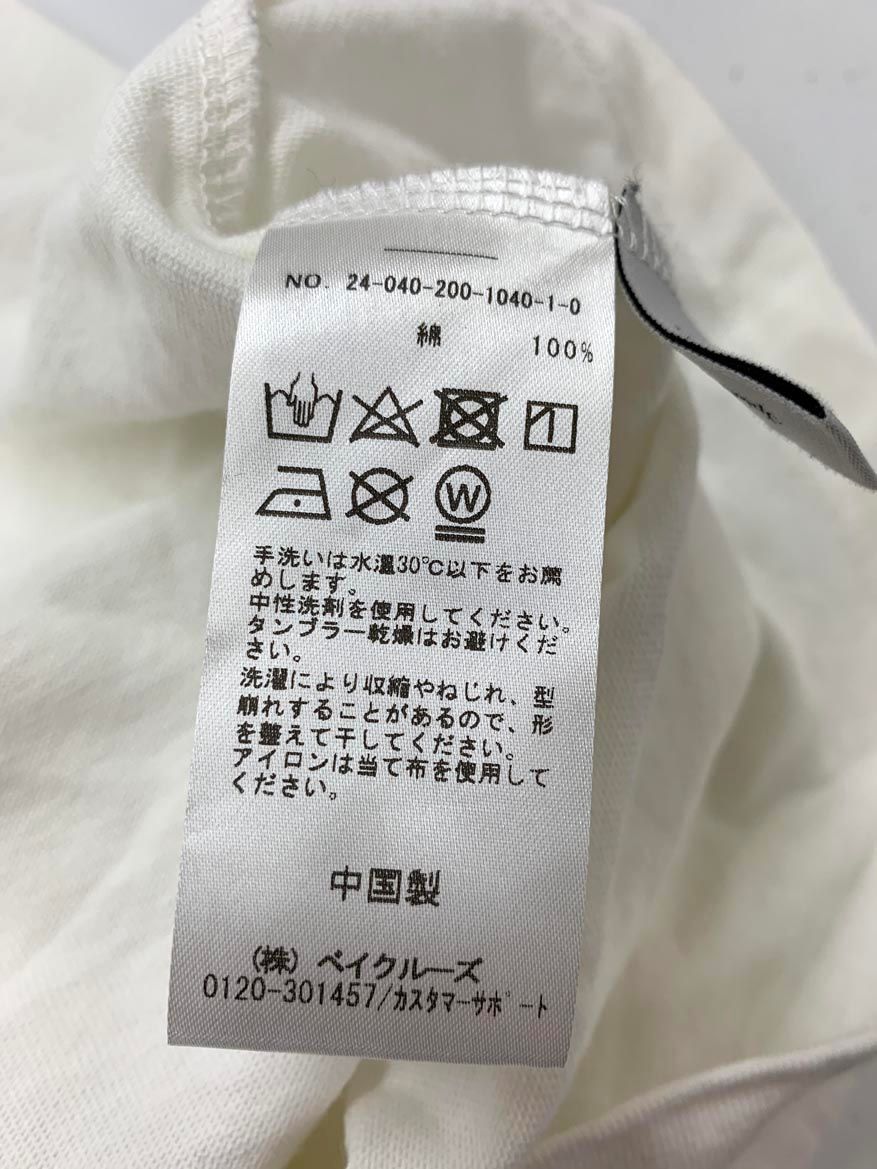 NO. 24-040-200-1040-1-0
綿 100%
W
手洗いは水温30℃以下をお薦
めします。
中性洗剤を使用してください。
タンブラー乾燥はお避けくだ
さい。
洗濯により収縮やねじれ、型
崩れすることがあるので、形
を整えて干してください。
アイロンは当て布を使用して
ください。
中国製
(株) ベイクルーズ
0120-301457/カスタマーサポート